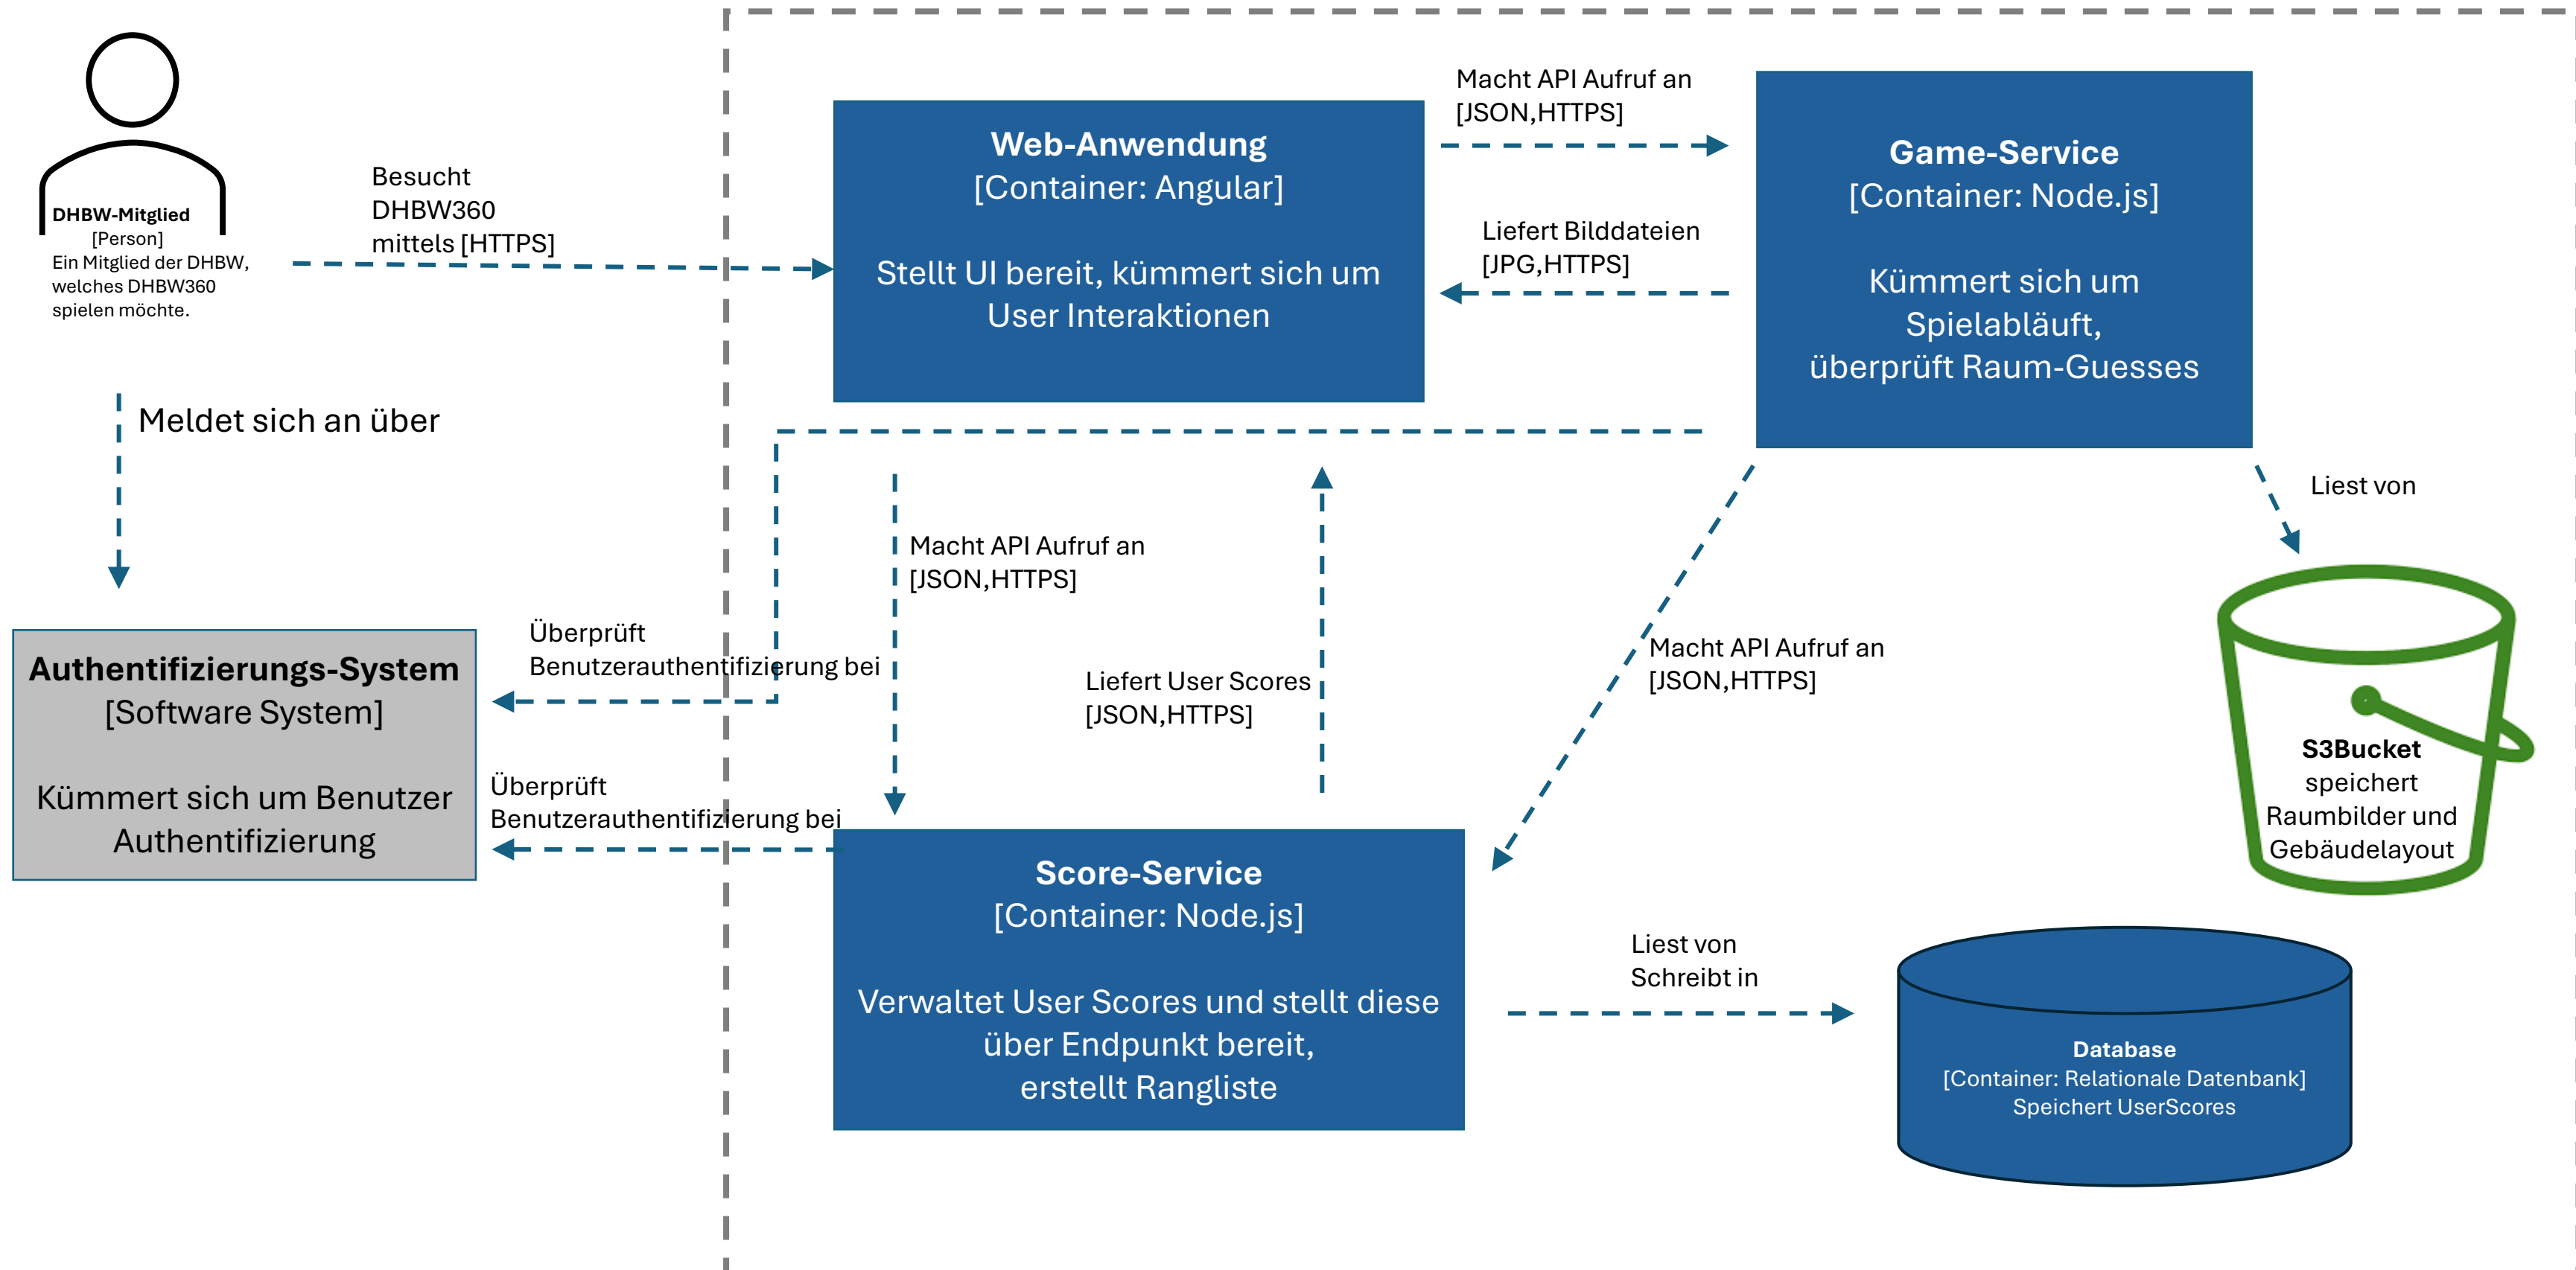 DHBW-Mitglied
[Person]
Ein Mitglied der DHBW,
welches DHBW360
spielen möchte.
Besucht
DHBW360
mittels [HTTPS]
Web-Anwendung
[Container: Angular]
Stellt UI bereit, kümmert sich um
User Interaktionen
Macht API Aufruf an
[JSON,HTTPS]
Liefert Bilddateien
[JPG,HTTPS]
Game-Service
[Container: Node.js]
Kümmert sich um
Spielabläuft,
überprüft Raum-Guesses
Meldet sich an über
Liest von
Macht API Aufruf an
[JSON,HTTPS]
Überprüft
Benutzerauthentifizierung bei
Liefert User Scores
[JSON,HTTPS]
Macht API Aufruf an
[JSON,HTTPS]
Authentifizierungs-System
[Software System]
Kümmert sich um Benutzer
Authentifizierung
Überprüft
Benutzerauthentifizierung bei
S3Bucket
speichert
Raumbilder und
Gebäudelayout
Score-Service
[Container: Node.js]
Verwaltet User Scores und stellt diese
über Endpunkt bereit,
erstellt Rangliste
Liest von
Schreibt in
Database
[Container: Relationale Datenbank]
Speichert UserScores